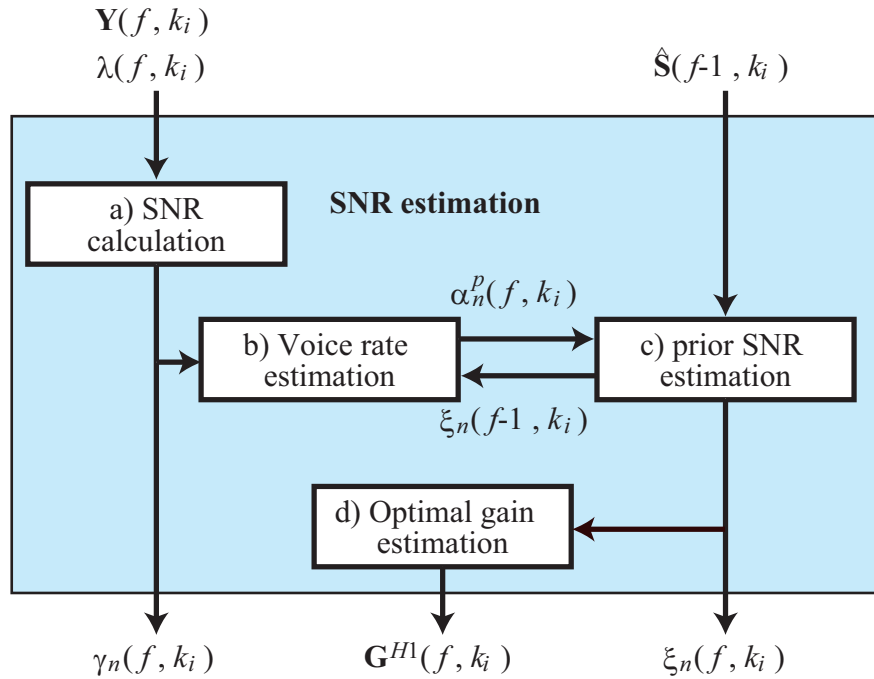 Y(f, k_i)
λ(f, k_i)
Ŝ(f-1, k_i)
a) SNR
calculation
SNR estimation
α_n^p(f, k_i)
b) Voice rate
estimation
c) prior SNR
estimation
ξ_n(f-1, k_i)
d) Optimal gain
estimation
γ_n(f, k_i)
G^{H1}(f, k_i)
ξ_n(f, k_i)